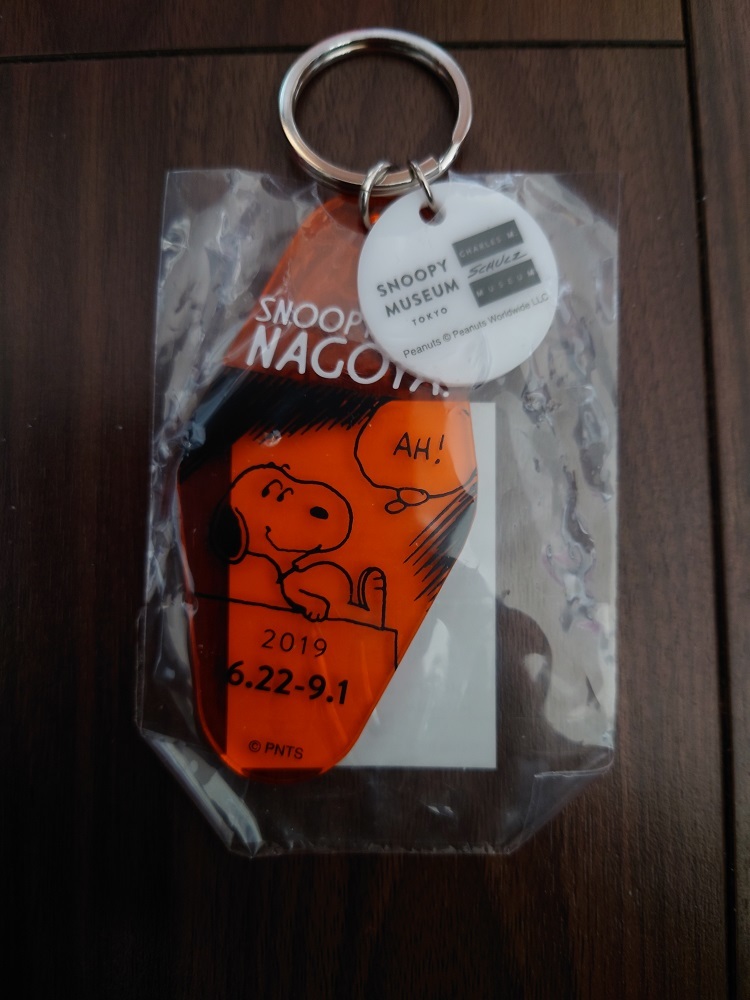 SNOOPY
MUSEUM
TOKYO
CHARLES M.
SCHULZ
MUSEUM
Peanuts © Peanuts Worldwide LLC
NAGOYA!
AH!
2019
6.22-9.1
© PNTS